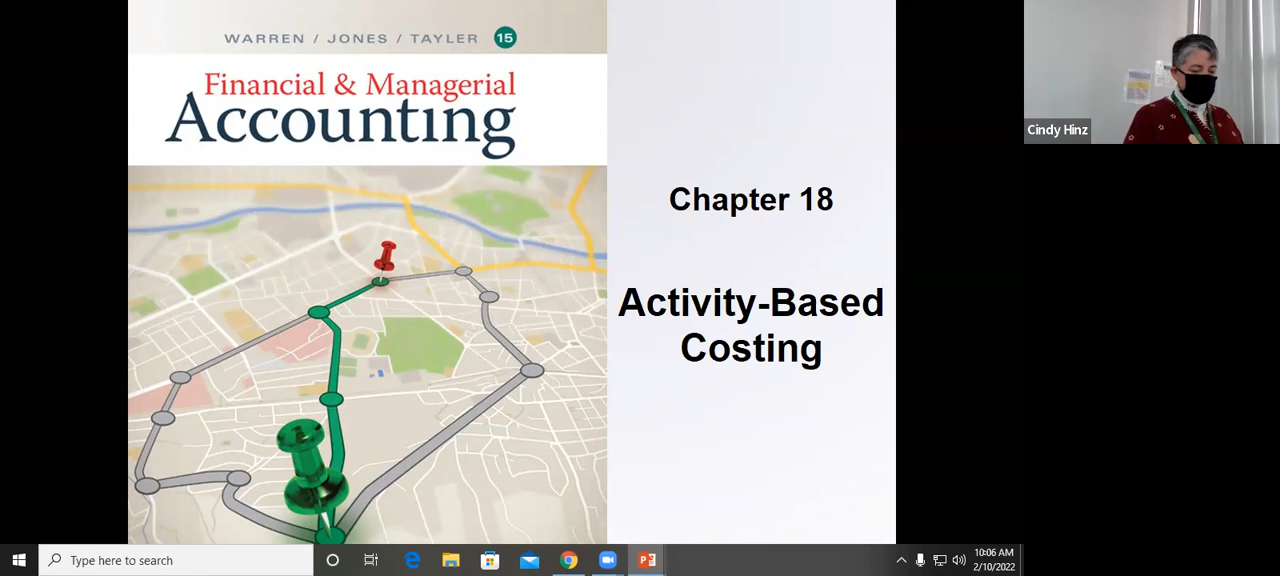 WARREN / JONES / TAYLER 15
Financial & Managerial
Accounting
Chapter 18
Activity-Based
Costing
Cindy Hinz
Type here to search
10:06 AM
2/10/2022